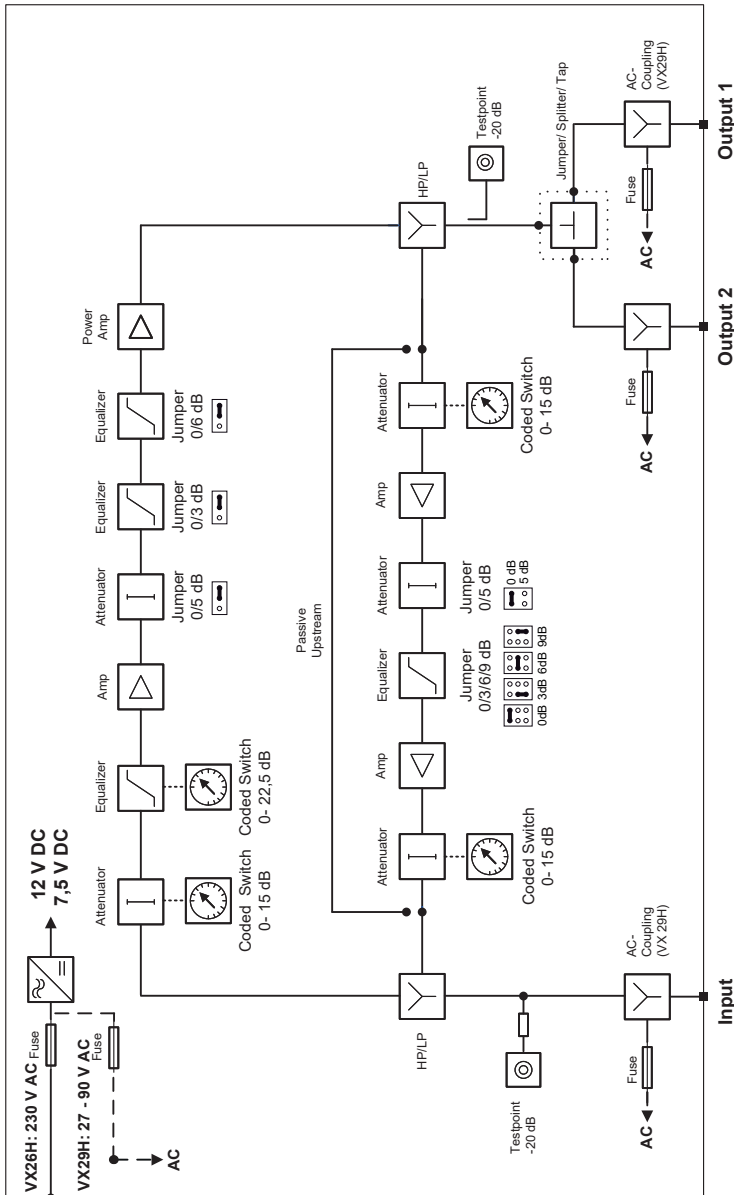 VX26H: 230 V AC
Fuse
VX29H: 27 - 90 V AC
Fuse
AC
12 V DC
7,5 V DC
Attenuator
Coded Switch
0- 15 dB
Equalizer
Coded Switch
0- 22,5 dB
Amp
Attenuator
Jumper
0/5 dB
Equalizer
Jumper
0/3 dB
Equalizer
Jumper
0/6 dB
Power
Amp
Passive
Upstream
HP/LP
Attenuator
Coded Switch
0- 15 dB
Amp
Equalizer
Jumper
0/3/6/9 dB
0dB
3dB
6dB
9dB
Attenuator
Jumper
0/5 dB
0 dB
5 dB
Amp
Attenuator
Coded Switch
0- 15 dB
HP/LP
Testpoint
-20 dB
Testpoint
-20 dB
Jumper/ Splitter/ Tap
AC-
Coupling
(VX 29H)
Fuse
AC
Input
Fuse
AC
Output 2
AC-
Coupling
(VX29H)
Fuse
AC
Output 1